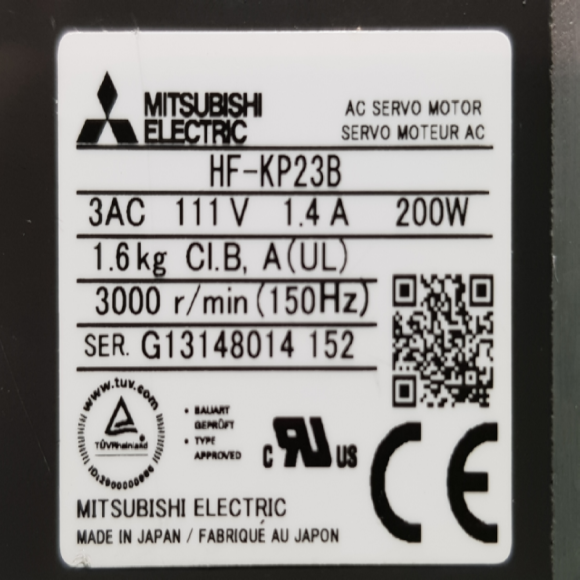 MITSUBISHI
ELECTRIC
AC SERVO MOTOR
SERVO MOTEUR AC
HF-KP23B
3AC 111V 1.4A 200W
1.6kg CI.B, A(UL)
3000 r/min(150Hz)
SER. G13148014 152
www.tuv.com
TÜVRheinland
• BAUART
GEPRÜFT
• TYPE
APPROVED
C RU US
CE
MITSUBISHI ELECTRIC
MADE IN JAPAN / FABRIQUÉ AU JAPON